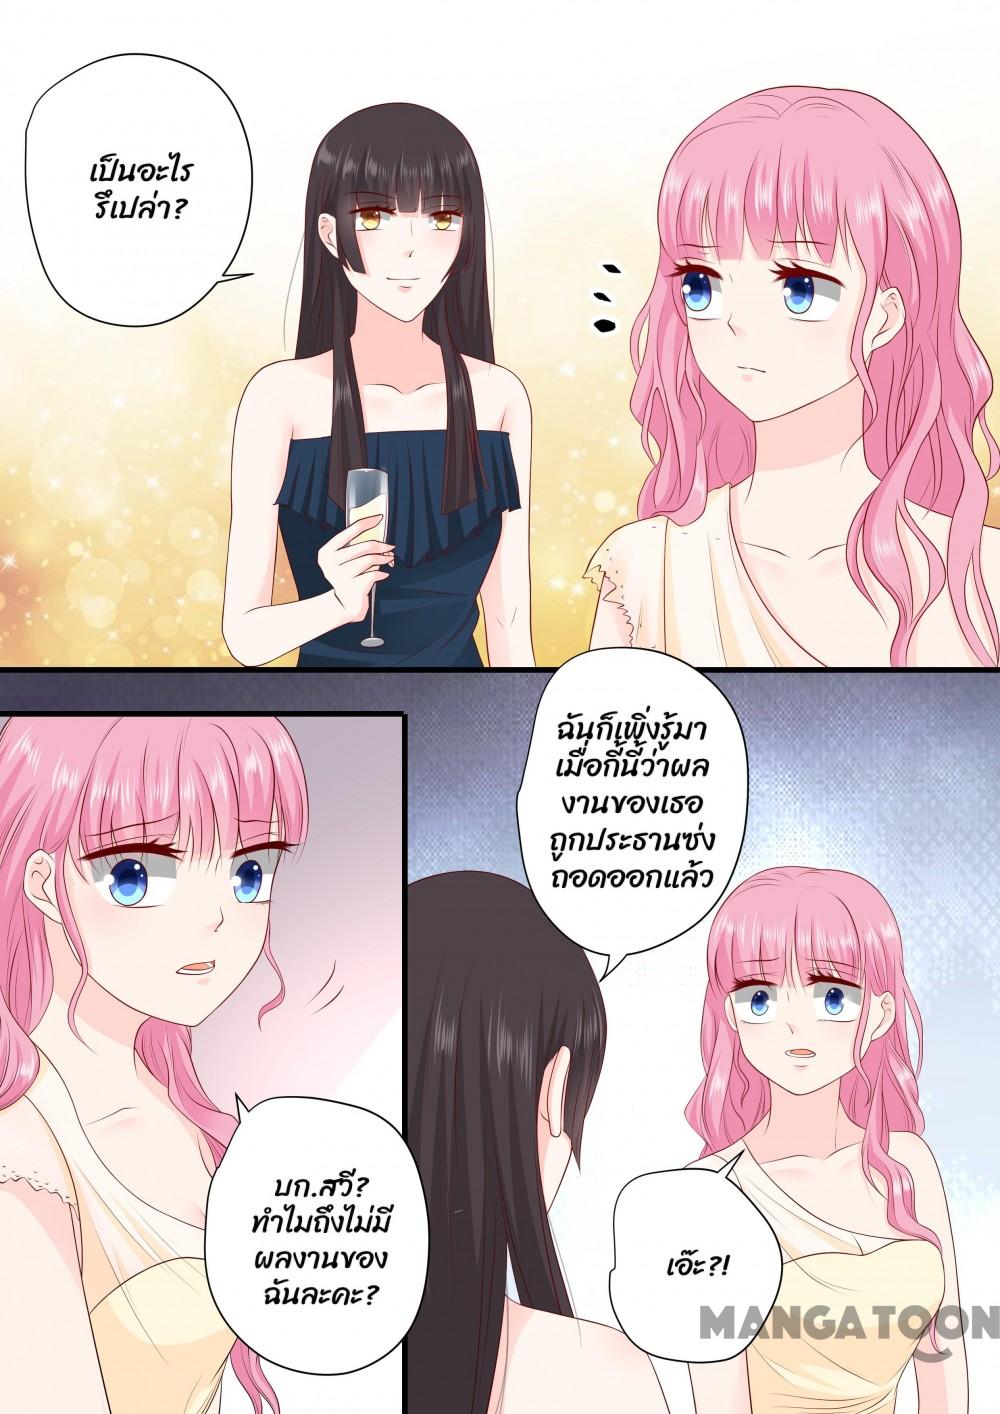 เป็นอะไร
รึเปล่า?
บก.สวี?
ทำไมถึงไม่มี
ผลงานของ
ฉันละคะ?
ฉันก็เพิ่งรู้มา
เมื่อกี้นี้ว่าผล
งานของเธอ
ถูกประธานซ่ง
ถอดออกแล้ว
เอ๊ะ?!
MANGATOON